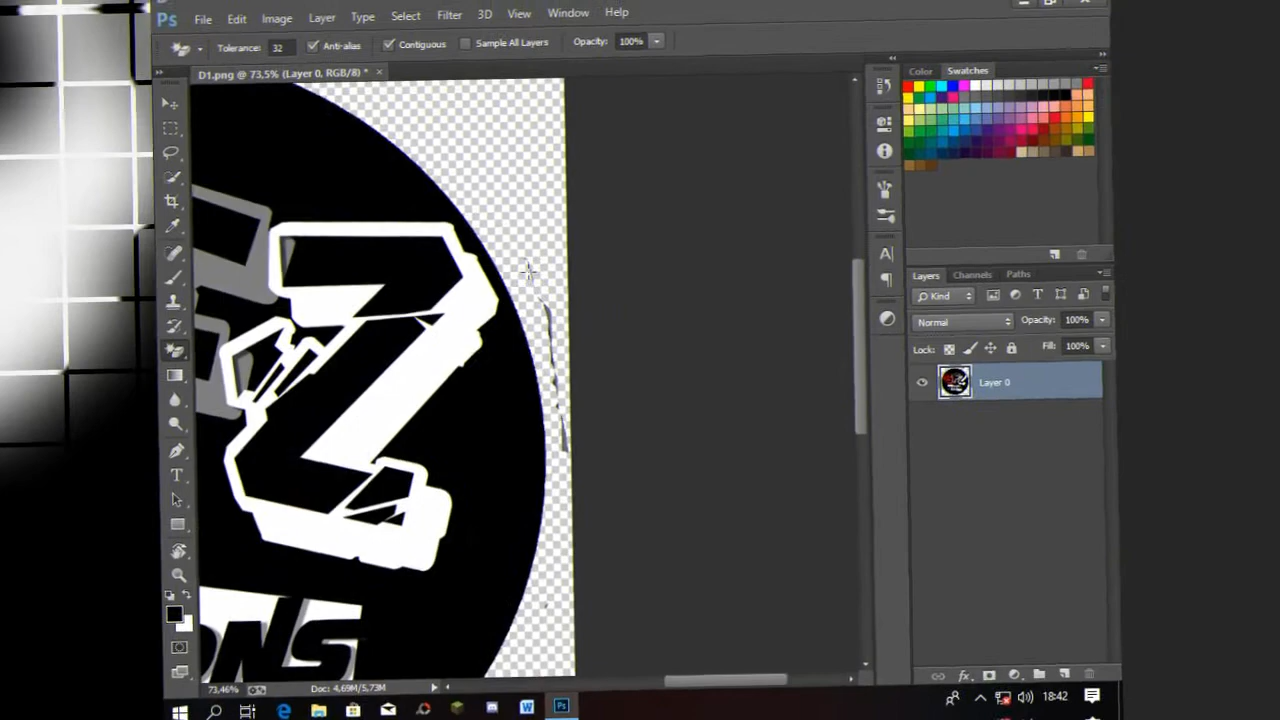 Ps File Edit Image Layer Type Select Filter 3D View Window Help
Tolerance: 32 Anti-alias Contiguous Sample All Layers Opacity: 100%
D1.png @ 73,5% (Layer 0, RGB/8) * ×
Color Swatches
Layers Channels Paths
Kind
Normal Opacity: 100%
Lock: Fill: 100%
Layer 0
Z
ONS
73,46% Doc: 4,69M/5,73M
18:42